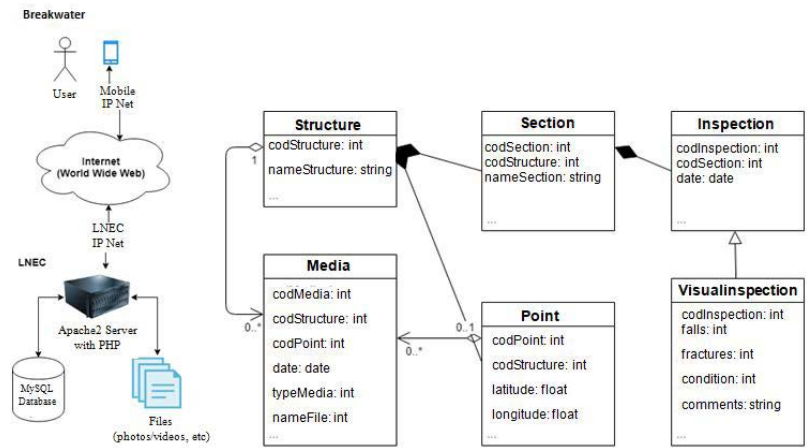 Breakwater
User
Mobile
IP Net
Internet
(World Wide Web)
LNEC
IP Net
LNEC
Apache2 Server
with PHP
MySQL
Database
Files
(photos/videos, etc)
Structure
codStructure: int
nameStructure: string
...
1
0..*
Section
codSection: int
codStructure: int
nameSection: string
...
Inspection
codInspection: int
codSection: int
date: date
...
Media
codMedia: int
codStructure: int
codPoint: int
date: date
typeMedia: int
nameFile: int
...
0..*
0..1
Point
codPoint: int
codStructure: int
latitude: float
longitude: float
...
Visualinspection
codInspection: int
falls: int
fractures: int
condition: int
comments: string
...